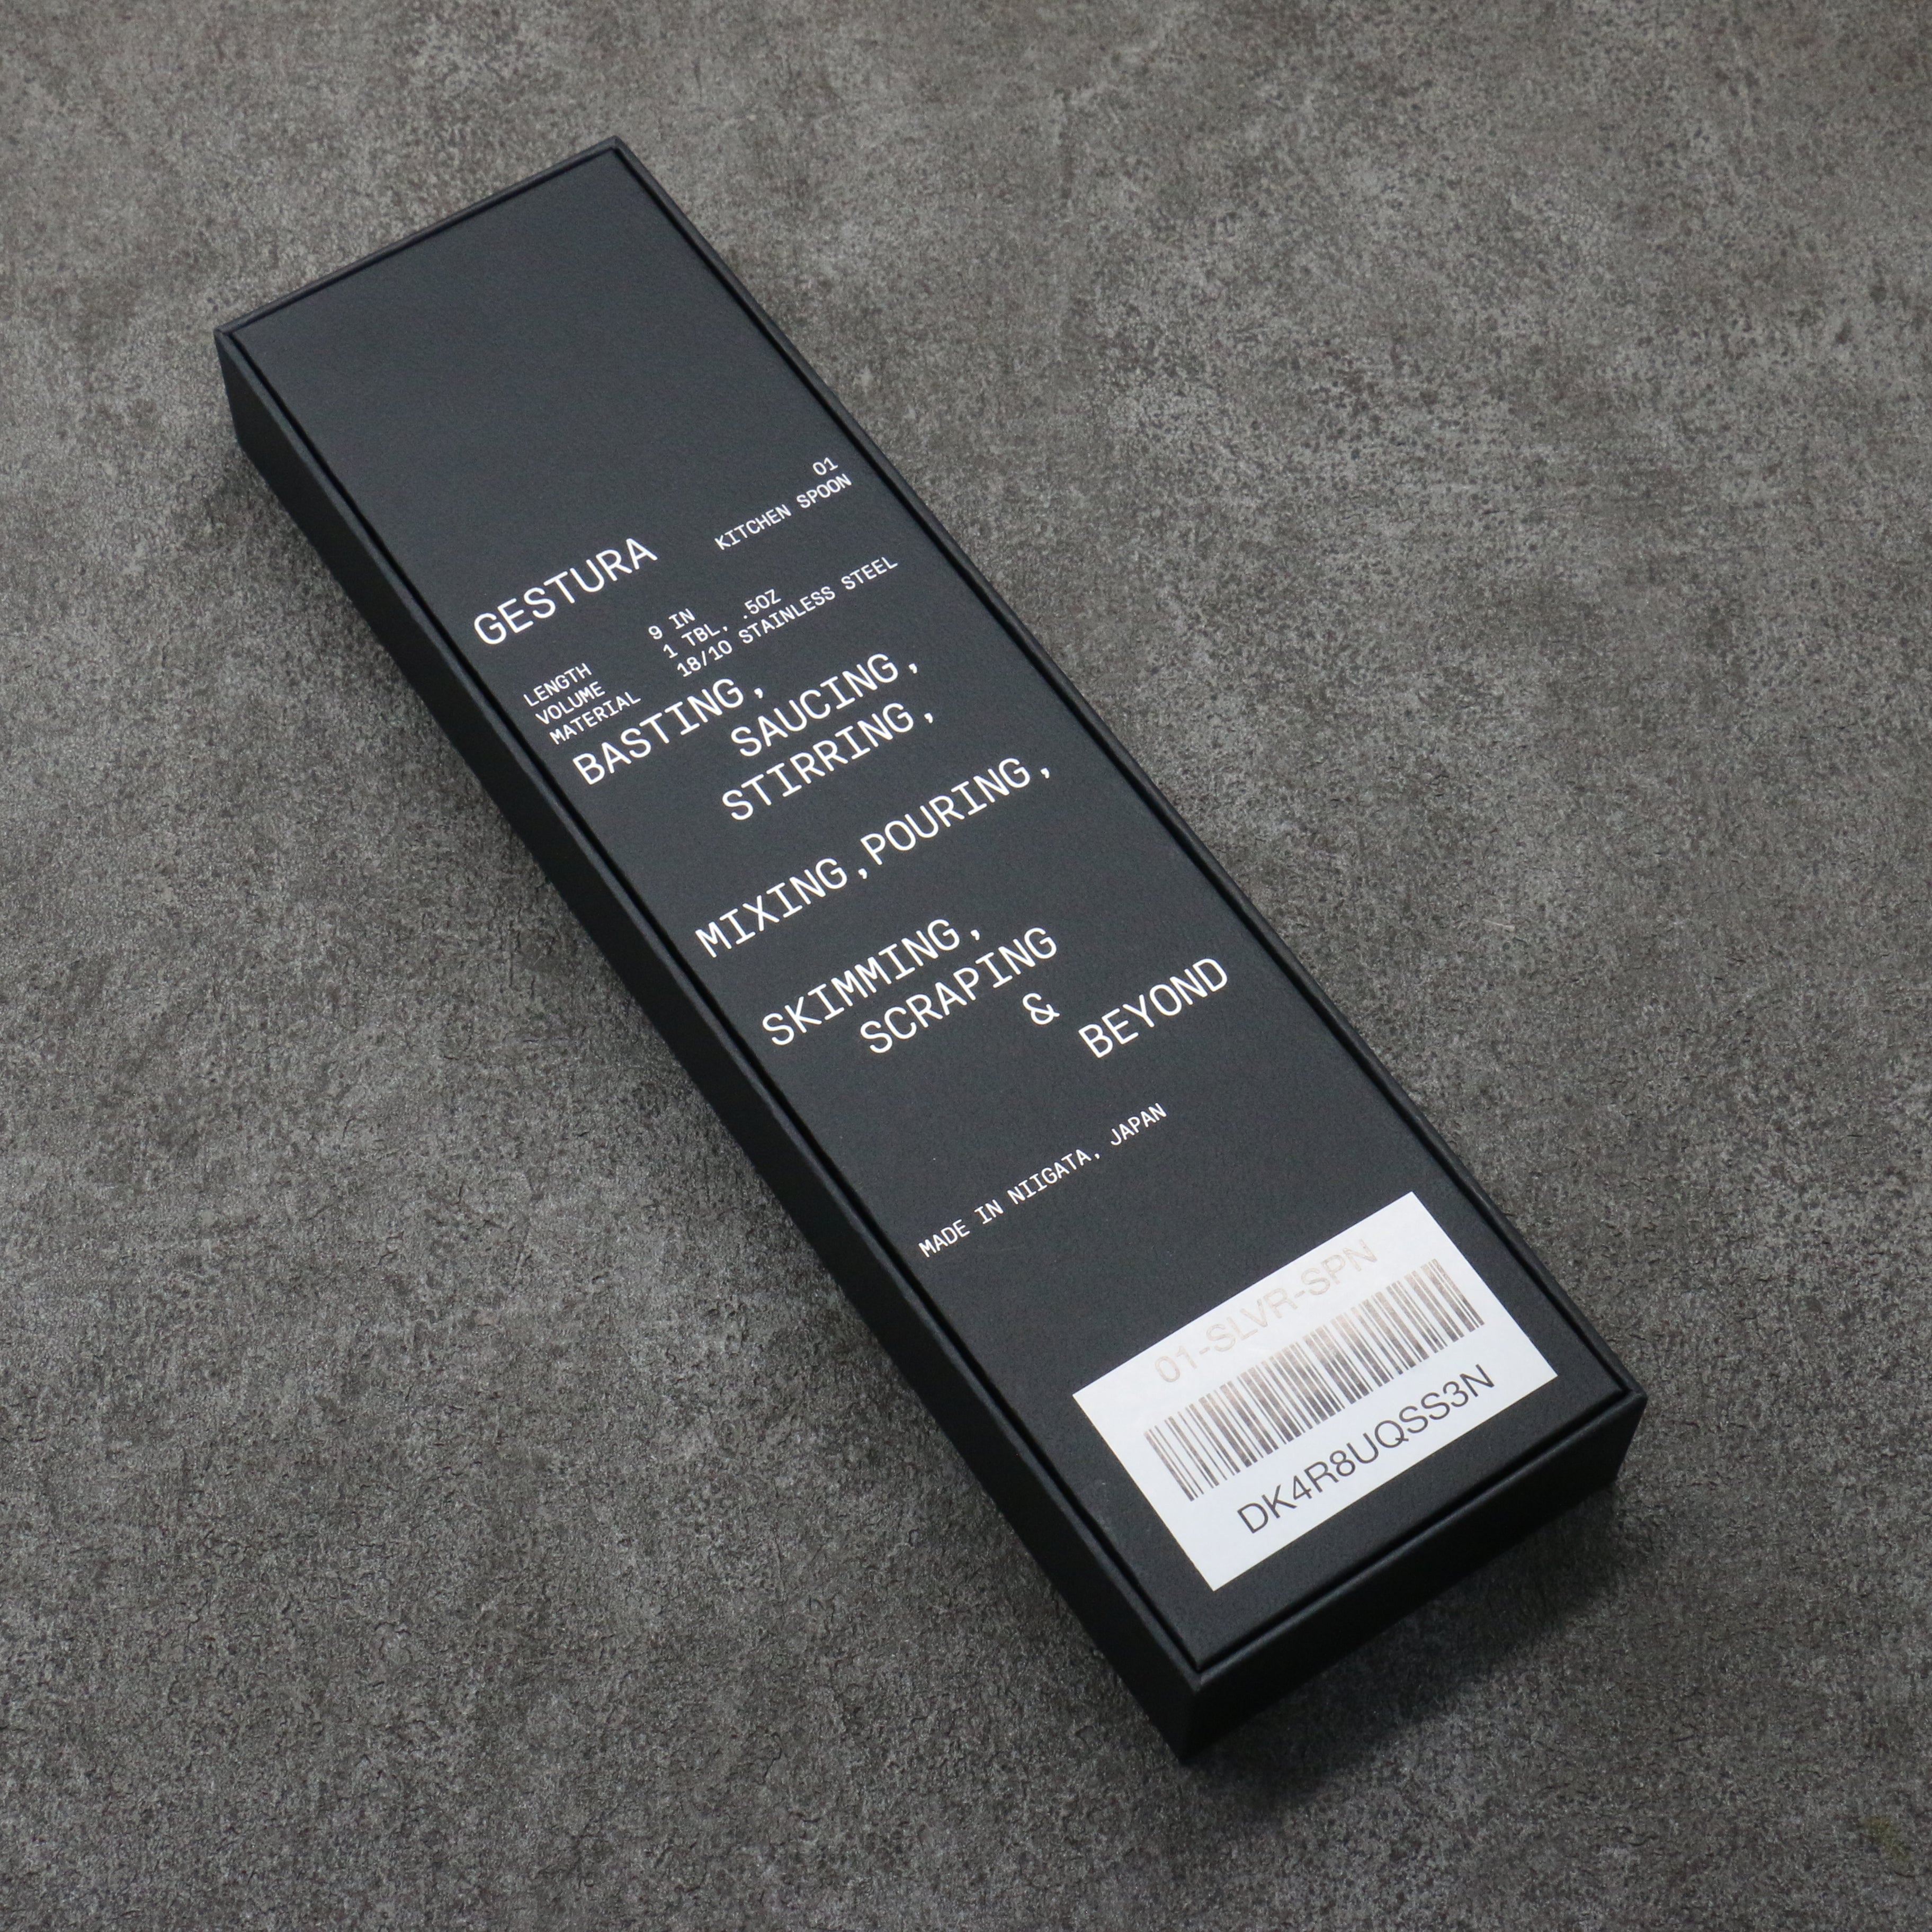 01
GESTURA KITCHEN SPOON
LENGTH 9 IN
VOLUME 1 TBL, .5OZ
MATERIAL 18/10 STAINLESS STEEL
BASTING,
SAUCING,
STIRRING,
MIXING,POURING,
SKIMMING,
SCRAPING
&
BEYOND
MADE IN NIIGATA, JAPAN
01-SLVR-SPN
DK4R8UQSS3N